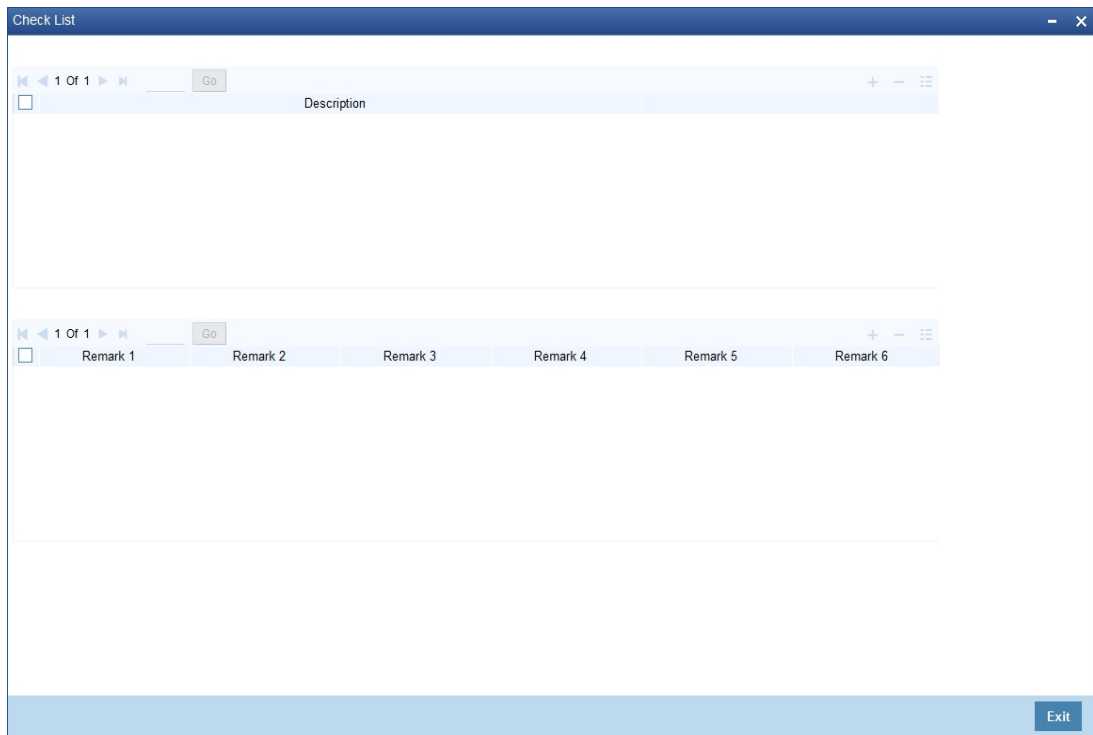 Check List
1 Of 1 Go
Description
1 Of 1 Go
Remark 1 Remark 2 Remark 3 Remark 4 Remark 5 Remark 6
Exit